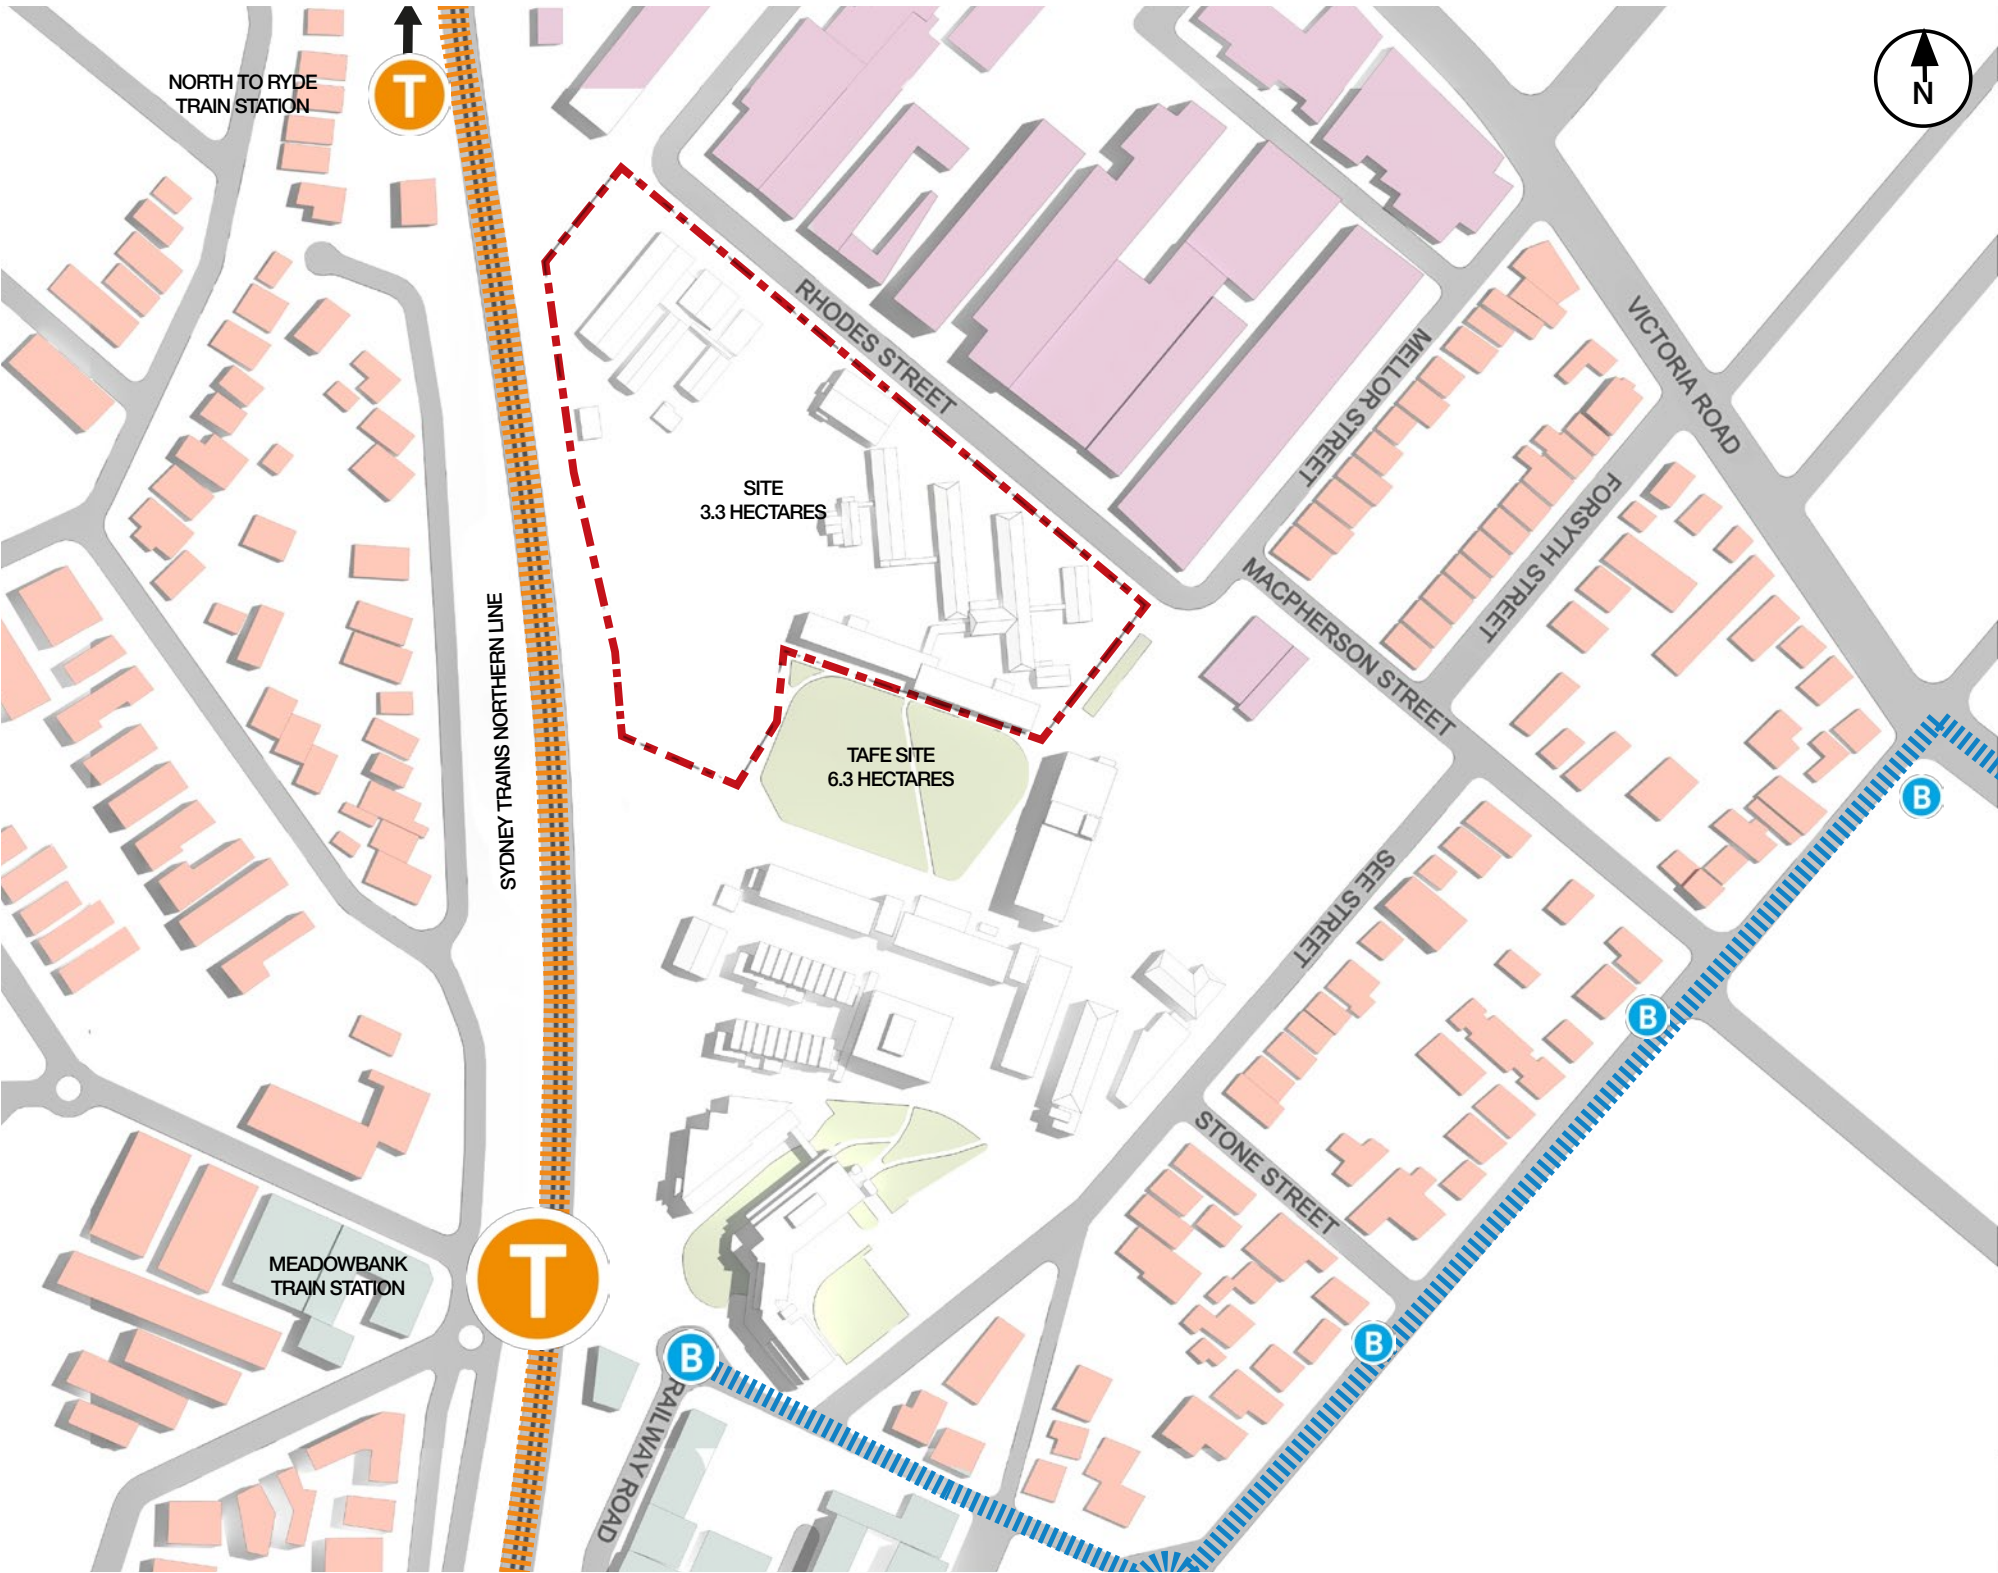 NORTH TO RYDE
TRAIN STATION
T
N
RHODES STREET
VICTORIA ROAD
MELLOR STREET
SITE
3.3 HECTARES
FORSYTH STREET
MACPHERSON STREET
SYDNEY TRAINS NORTHERN LINE
TAFE SITE
6.3 HECTARES
B
SEE STREET
B
STONE STREET
MEADOWBANK
TRAIN STATION
T
B
B
RAILWAY ROAD